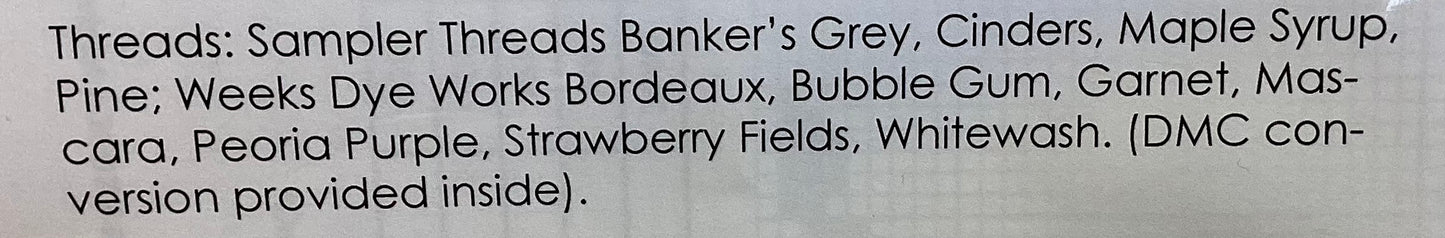 Threads: Sampler Threads Banker's Grey, Cinders, Maple Syrup,
Pine; Weeks Dye Works Bordeaux, Bubble Gum, Garnet, Mas-
cara, Peoria Purple, Strawberry Fields, Whitewash. (DMC con-
version provided inside).